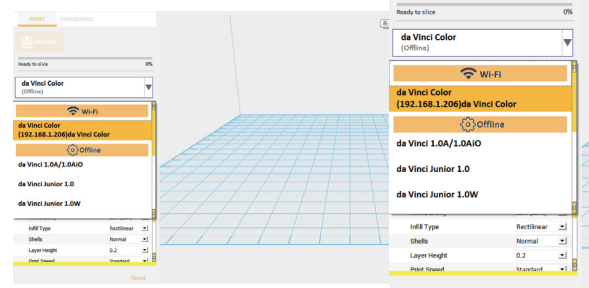 PRINT DASHBOARD
PREPARE
Ready to slice 0%
da Vinci Color
(Offline)
Wi-Fi
da Vinci Color
(192.168.1.206)da Vinci Color
Offline
da Vinci 1.0A/1.0AiO
da Vinci Junior 1.0
da Vinci Junior 1.0W
Infill Type Rectlinear
Shells Normal
Layer Height 0.2
Print Speed Standard
Reset
Ready to slice 0%
da Vinci Color
(Offline)
Wi-Fi
da Vinci Color
(192.168.1.206)da Vinci Color
Offline
da Vinci 1.0A/1.0AiO
da Vinci Junior 1.0
da Vinci Junior 1.0W
Infill Type Rectlinear
Shells Normal
Layer Height 0.2
Print Speed Standard